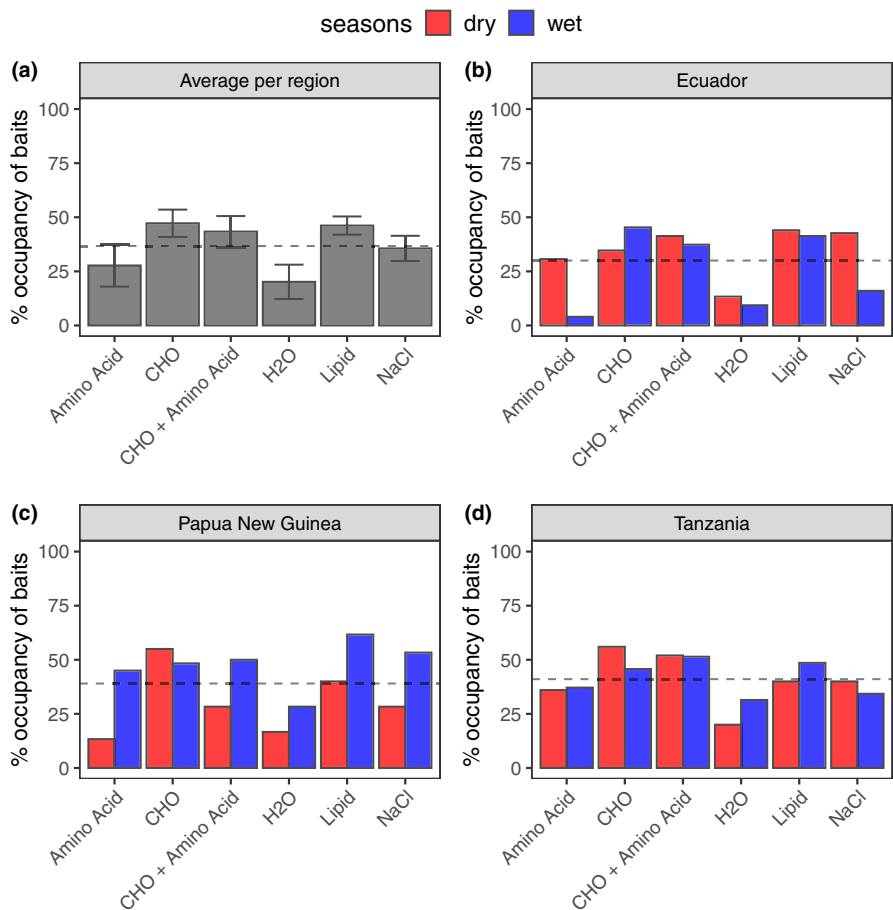 seasons dry wet
(a)
Average per region
% occupancy of baits
100
75
50
25
0
Amino Acid
CHO
CHO + Amino Acid
H2O
Lipid
NaCl
(b)
Ecuador
% occupancy of baits
100
75
50
25
0
Amino Acid
CHO
CHO + Amino Acid
H2O
Lipid
NaCl
(c)
Papua New Guinea
% occupancy of baits
100
75
50
25
0
Amino Acid
CHO
CHO + Amino Acid
H2O
Lipid
NaCl
(d)
Tanzania
% occupancy of baits
100
75
50
25
0
Amino Acid
CHO
CHO + Amino Acid
H2O
Lipid
NaCl